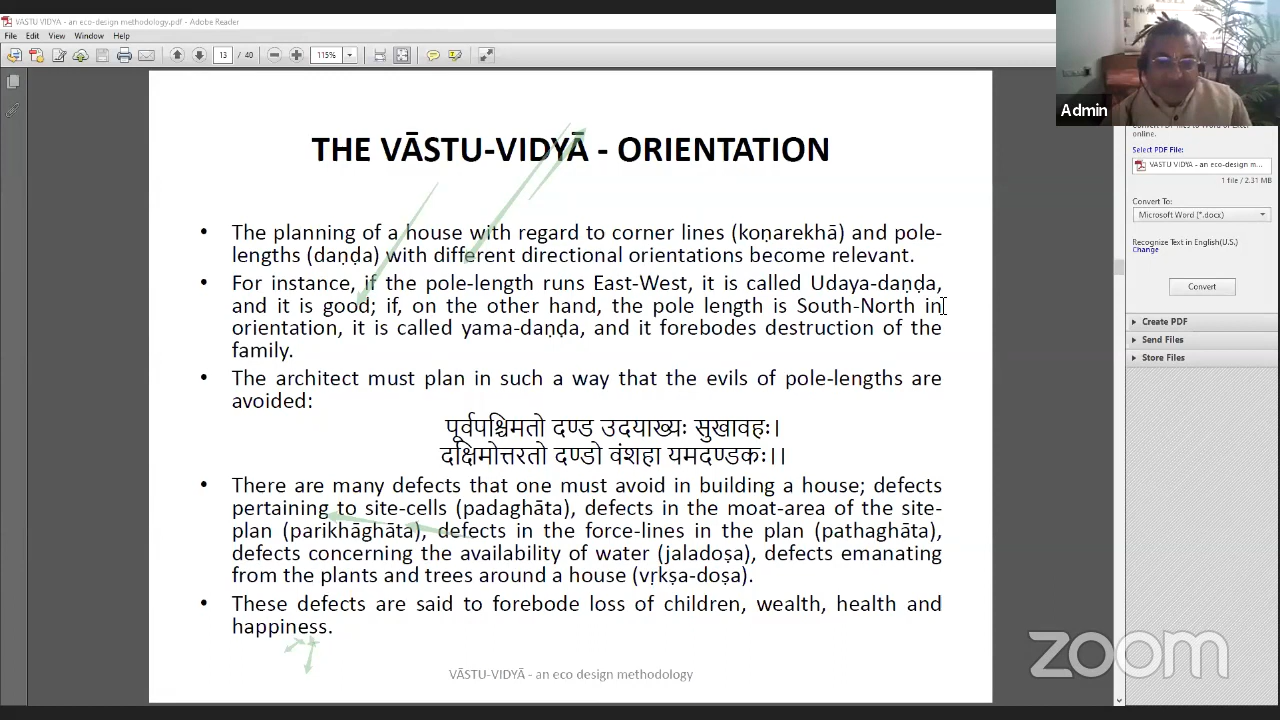 VASTU VIDYA - an eco-design methodology.pdf - Adobe Reader
File Edit View Window Help
13 / 40 115%
Admin
online.
Select PDF File:
VASTU VIDYA - an eco-design m...
1 file / 2.31 MB
Convert To:
Microsoft Word (*.docx)
Recognize Text in English(U.S.)
Change
Convert
Create PDF
Send Files
Store Files
THE VĀSTU-VIDYĀ - ORIENTATION
• The planning of a house with regard to corner lines (koṇarekhā) and pole-
lengths (daṇḍa) with different directional orientations become relevant.
• For instance, if the pole-length runs East-West, it is called Udaya-daṇḍa,
and it is good; if, on the other hand, the pole length is South-North in
orientation, it is called yama-daṇḍa, and it forebodes destruction of the
family.
• The architect must plan in such a way that the evils of pole-lengths are
avoided:
पूर्वपश्चिमतो दण्ड उदयाख्यः सुखावहः।
दक्षिमोत्तरतो दण्डो वंशहा यमदण्डकः।।
• There are many defects that one must avoid in building a house; defects
pertaining to site-cells (padaghāta), defects in the moat-area of the site-
plan (parikhāghāta), defects in the force-lines in the plan (pathaghāta),
defects concerning the availability of water (jaladoṣa), defects emanating
from the plants and trees around a house (vṛkṣa-doṣa).
• These defects are said to forebode loss of children, wealth, health and
happiness.
VĀSTU-VIDYĀ - an eco design methodology
zoom